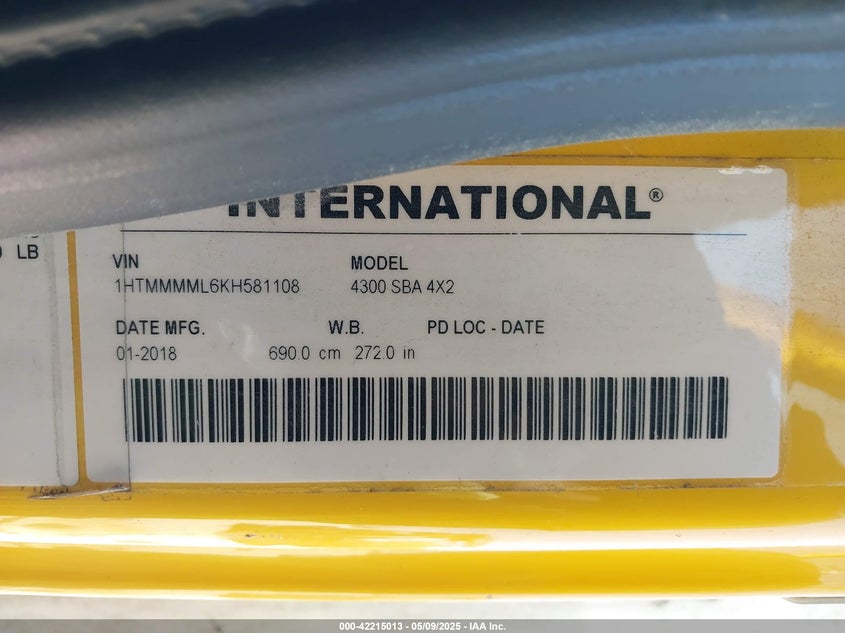 INTERNATIONAL®
LB
VIN MODEL
1HTMMMML6KH581108 4300 SBA 4X2
DATE MFG. W.B. PD LOC - DATE
01-2018 690.0 cm 272.0 in
000-42215013 — 05/09/2025 — IAA Inc.